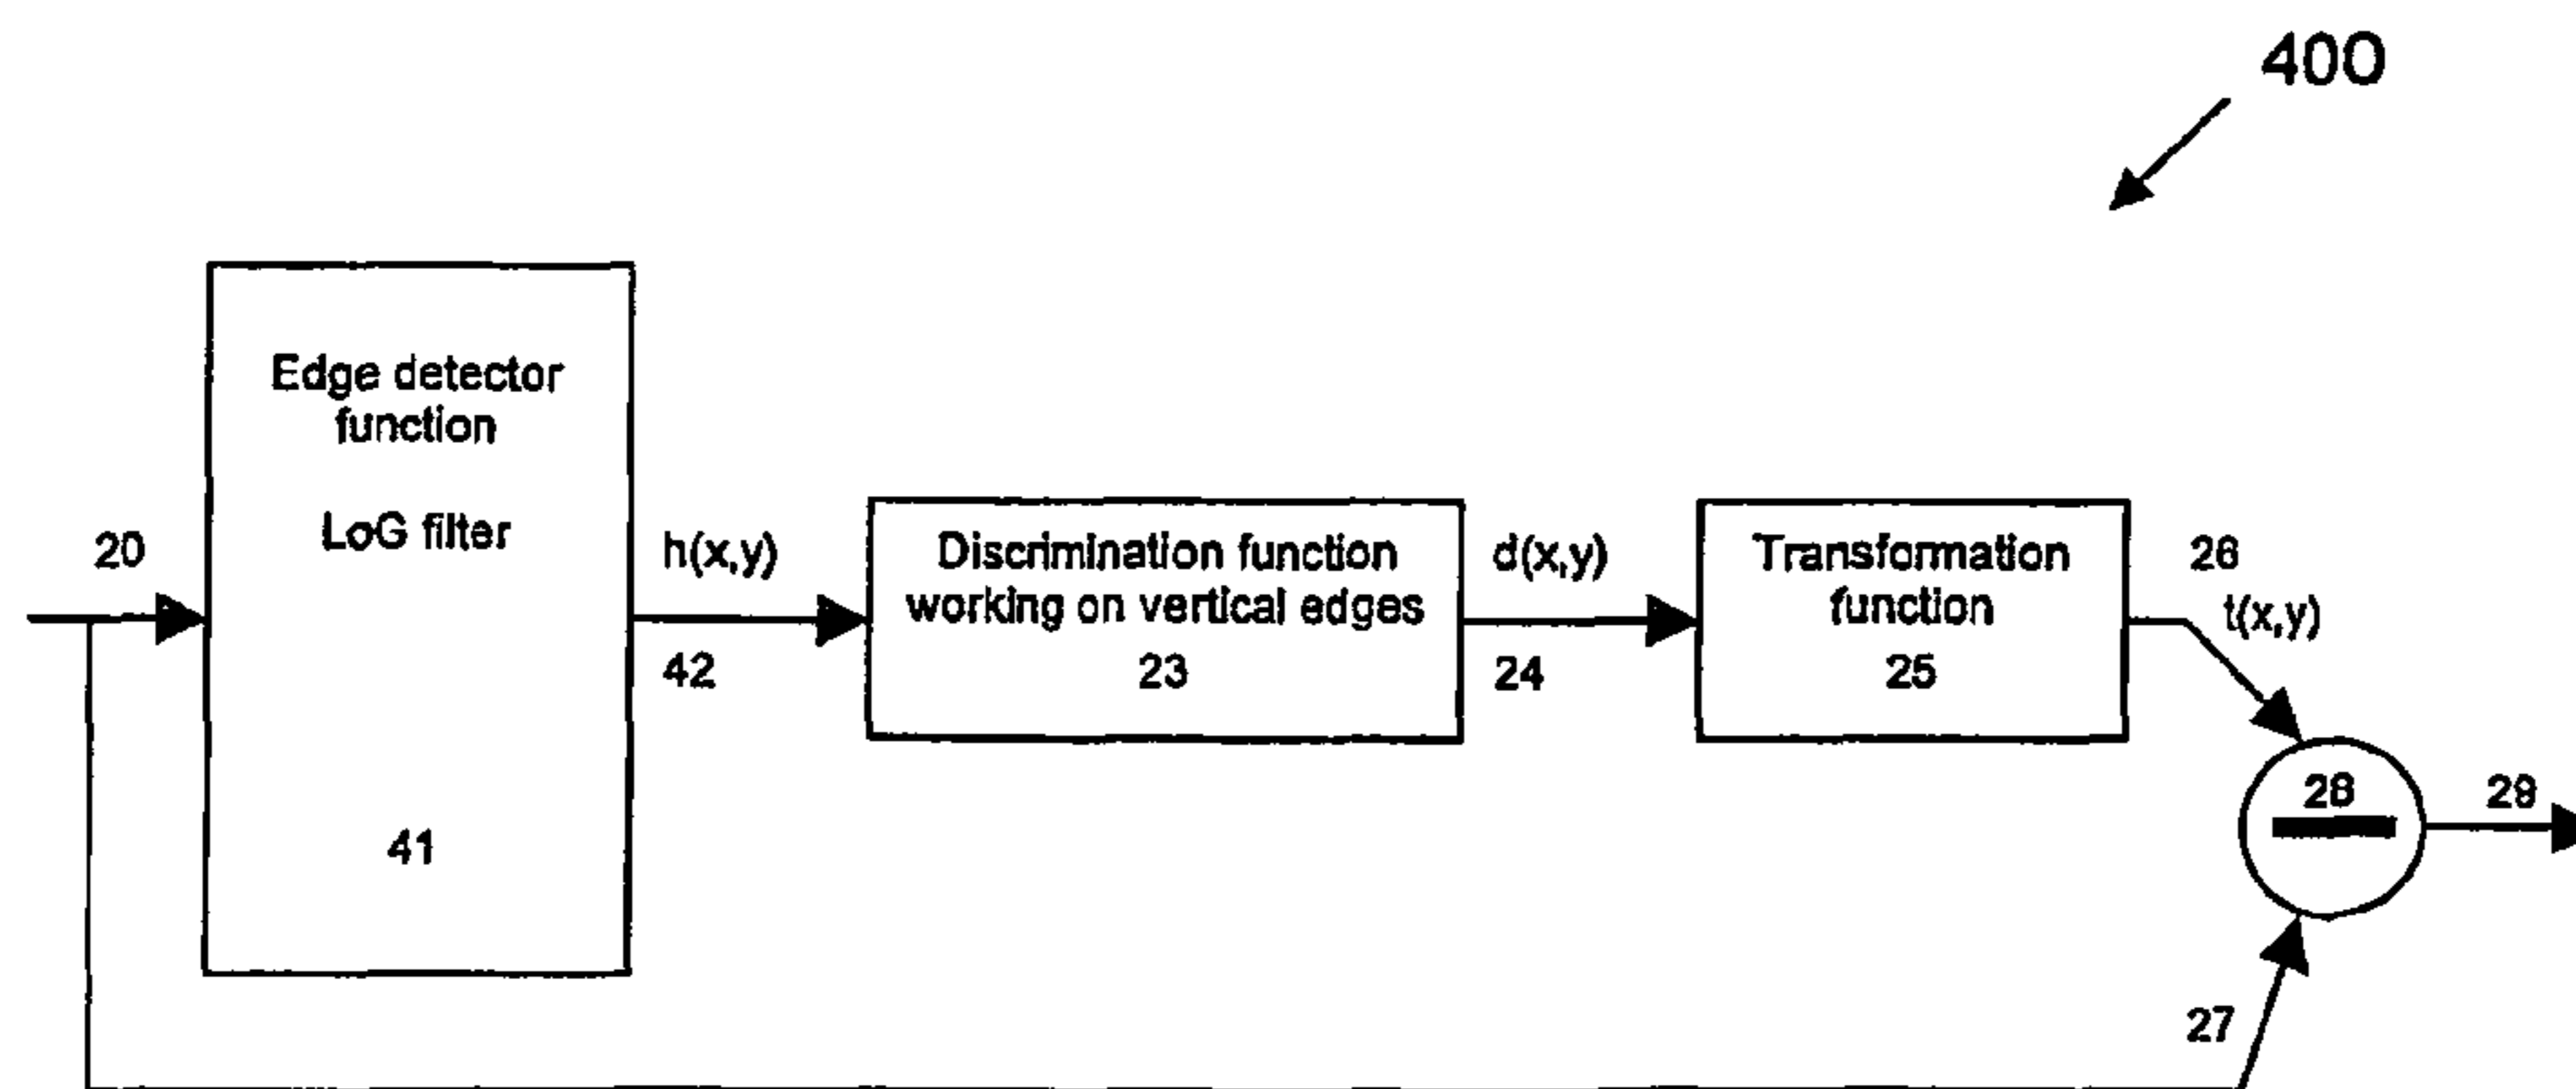 400
Edge detector
function
LoG filter
41
20
h(x,y)
42
Discrimination function
working on vertical edges
23
d(x,y)
24
Transformation
function
25
26
t(x,y)
28
29
27